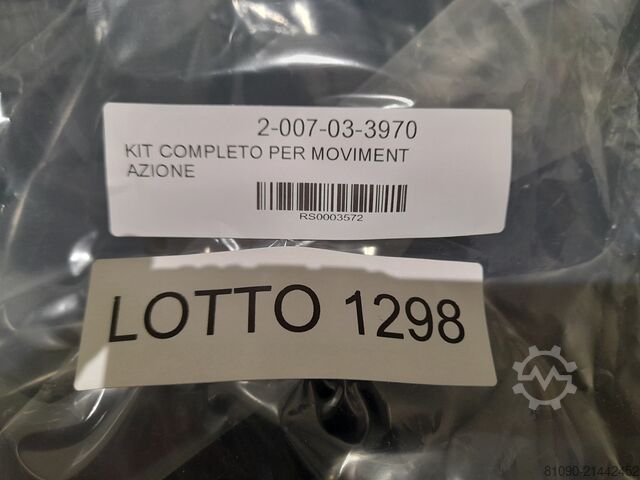 2-007-03-3970
KIT COMPLETO PER MOVIMENT
AZIONE
RS0003572
LOTTO 1298
81090-21442452